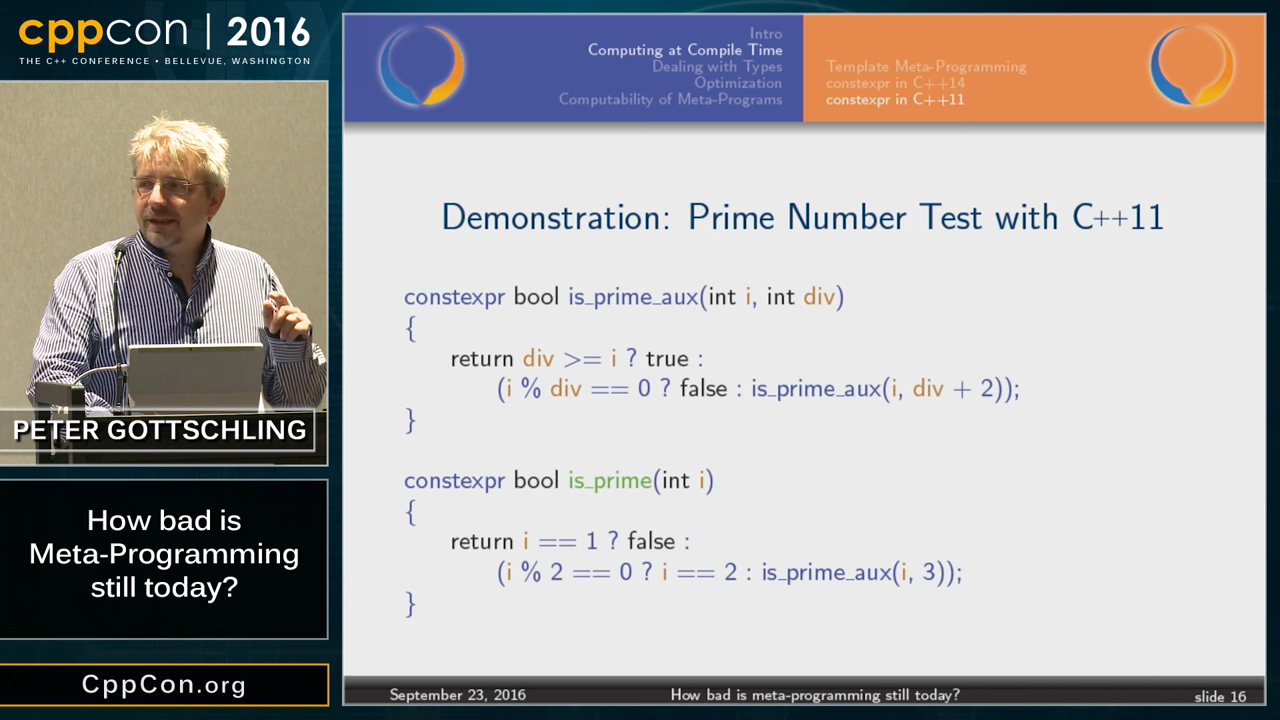 cppcon | 2016
THE C++ CONFERENCE • BELLEVUE, WASHINGTON
PETER GOTTSCHLING
How bad is
Meta-Programming
still today?
CppCon.org
Intro
Computing at Compile Time
Dealing with Types
Optimization
Computability of Meta-Programs
Template Meta-Programming
constexpr in C++14
constexpr in C++11
Demonstration: Prime Number Test with C++11
constexpr bool is_prime_aux(int i, int div)
{
return div >= i ? true :
(i % div == 0 ? false : is_prime_aux(i, div + 2));
}
constexpr bool is_prime(int i)
{
return i == 1 ? false :
(i % 2 == 0 ? i == 2 : is_prime_aux(i, 3));
}
September 23, 2016
How bad is meta-programming still today?
slide 16